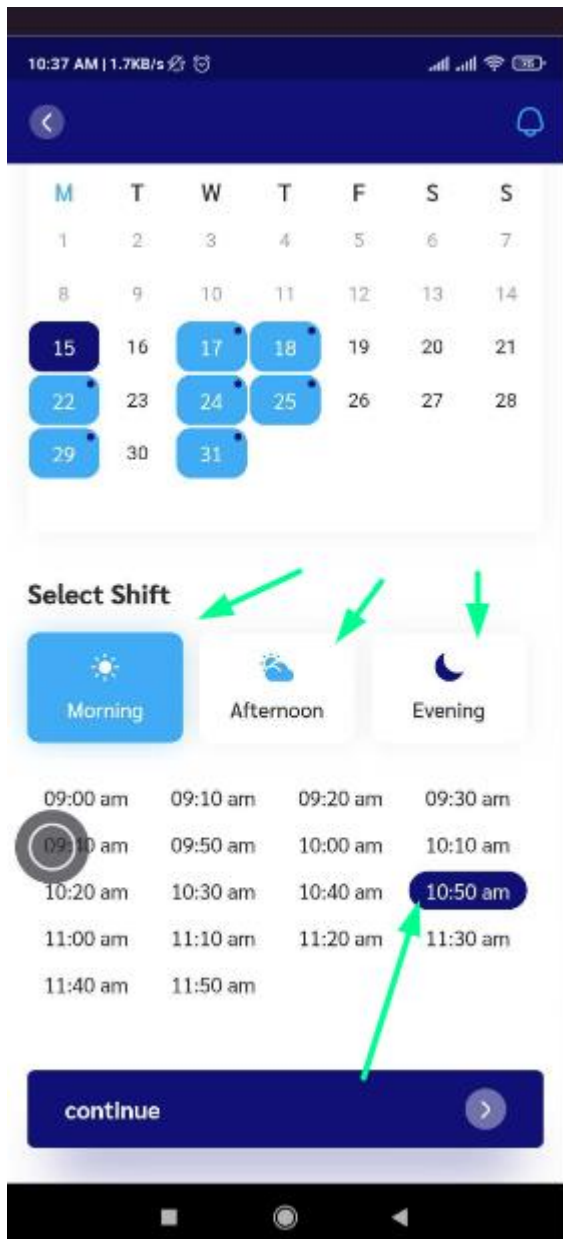 10:37 AM | 1.7KB/s
M T W T F S S
1 2 3 4 5 6 7
8 9 10 11 12 13 14
15 16 17 18 19 20 21
22 23 24 25 26 27 28
29 30 31
Select Shift
Morning Afternoon Evening
09:00 am 09:10 am 09:20 am 09:30 am
09:40 am 09:50 am 10:00 am 10:10 am
10:20 am 10:30 am 10:40 am 10:50 am
11:00 am 11:10 am 11:20 am 11:30 am
11:40 am 11:50 am
continue